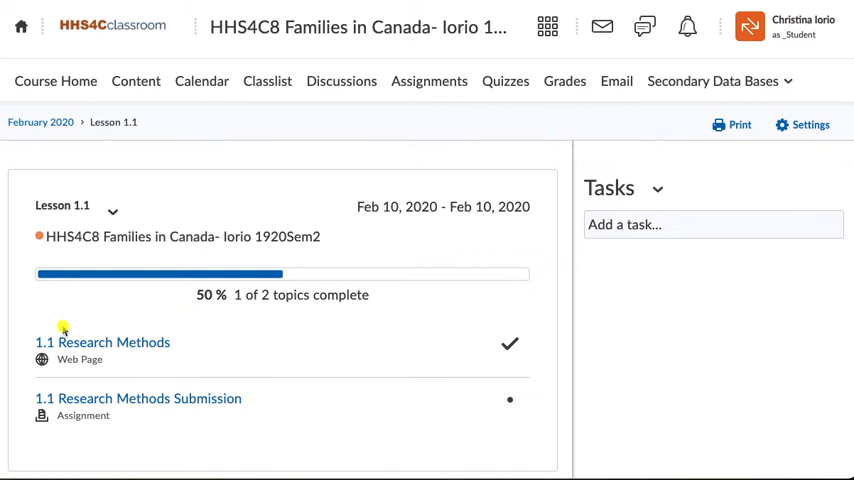 HHS4Cclassroom
HHS4C8 Families in Canada- Iorio 1...
Christina Iorio
as _Student
Course Home Content Calendar Classlist Discussions Assignments Quizzes Grades Email Secondary Data Bases
February 2020 › Lesson 1.1
Print Settings
Lesson 1.1
Feb 10, 2020 - Feb 10, 2020
HHS4C8 Families in Canada- Iorio 1920Sem2
50 % 1 of 2 topics complete
1.1 Research Methods
Web Page
1.1 Research Methods Submission
Assignment
Tasks
Add a task...